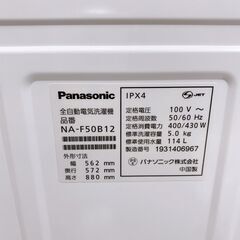 Panasonic
全自動電気洗濯機
品番
NA-F50B12
外形寸法
幅 562 mm
奥行 572 mm
高さ 880 mm
IPX4
JET
定格電圧 100 V ~
定格周波数 50/60 Hz
定格消費電力 400/430 W
標準洗濯容量 5.0 kg
標準使用水量 114 L
製造番号 1931406967
パナソニック株式会社
中国製